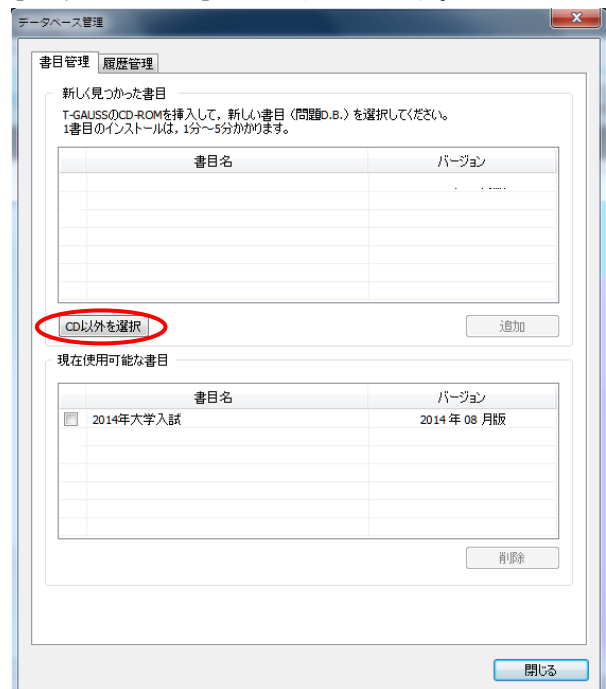 データベース管理
書目管理 履歴管理
新しく見つかった書目
T-GAUSSのCD-ROMを挿入して，新しい書目（問題D.B.）を選択してください。
1書目のインストールは，1分～5分かかります。
書目名 バージョン
CD以外を選択 追加
現在使用可能な書目
書目名 バージョン
2014年大学入試 2014 年 08 月版
削除
閉じる